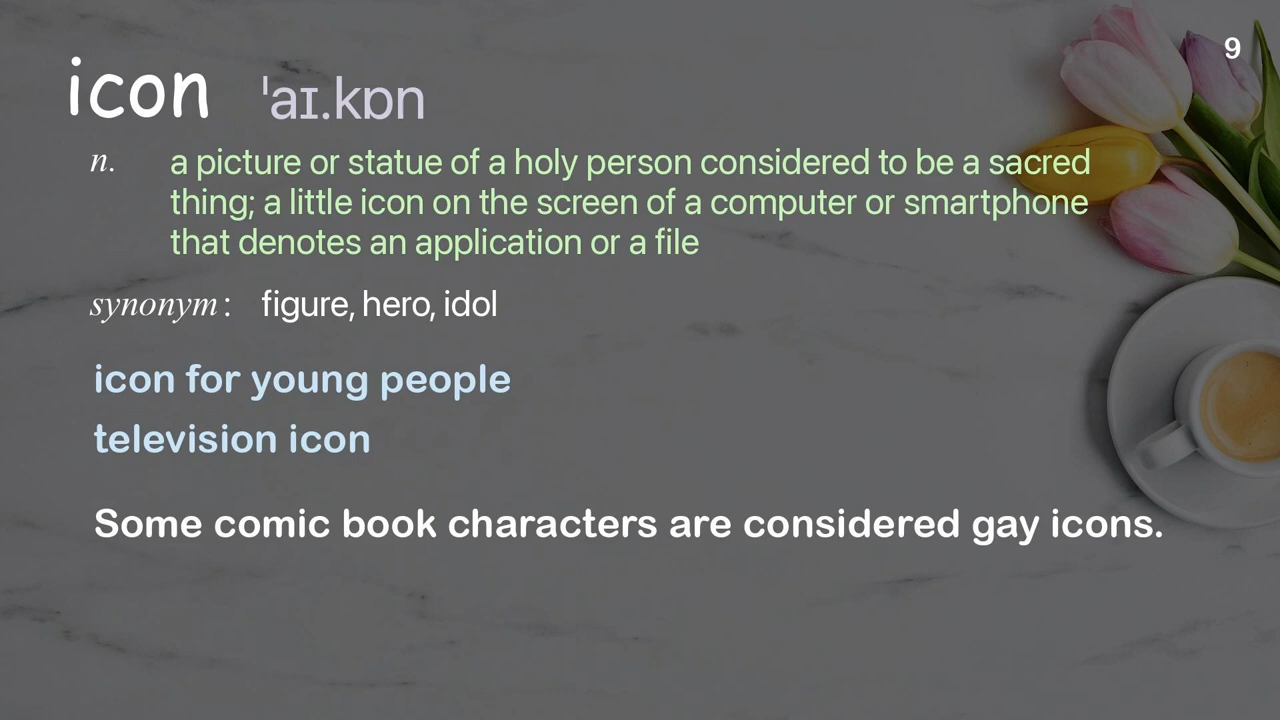 9
icon ˈaɪ.kɒn
n. a picture or statue of a holy person considered to be a sacred
thing; a little icon on the screen of a computer or smartphone
that denotes an application or a file
synonym: figure, hero, idol
icon for young people
television icon
Some comic book characters are considered gay icons.